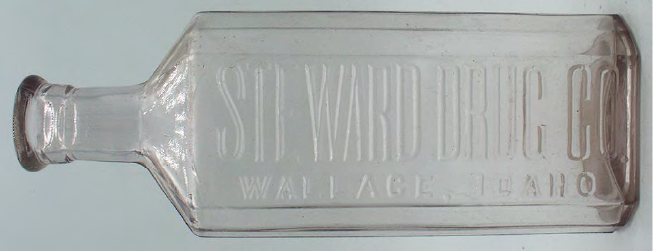 STEWARD DRUG CO.
WALLACE, IDAHO